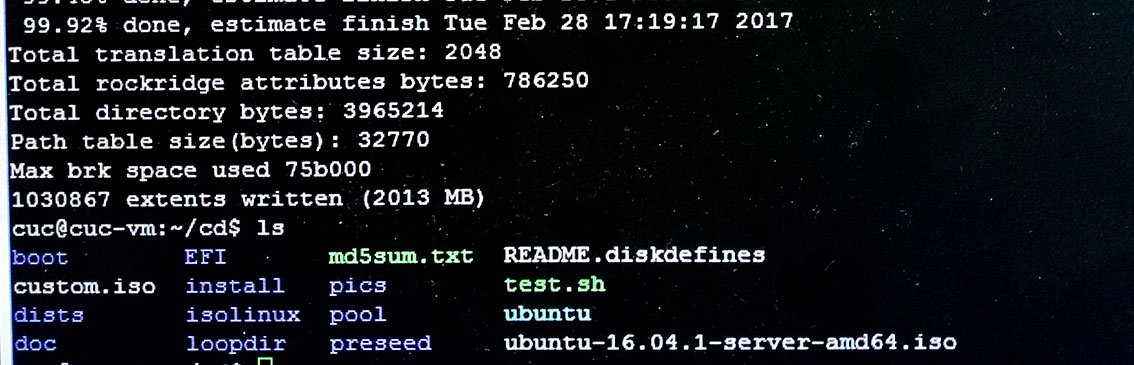 99.92% done, estimate finish Tue Feb 28 17:19:17 2017
Total translation table size: 2048
Total rockridge attributes bytes: 786250
Total directory bytes: 3965214
Path table size(bytes): 32770
Max brk space used 75b000
1030867 extents written (2013 MB)
cuc@cuc-vm:~/cd$ ls
boot EFI md5sum.txt README.diskdefines
custom.iso install pics test.sh
dists isolinux pool ubuntu
doc loopdir preseed ubuntu-16.04.1-server-amd64.iso